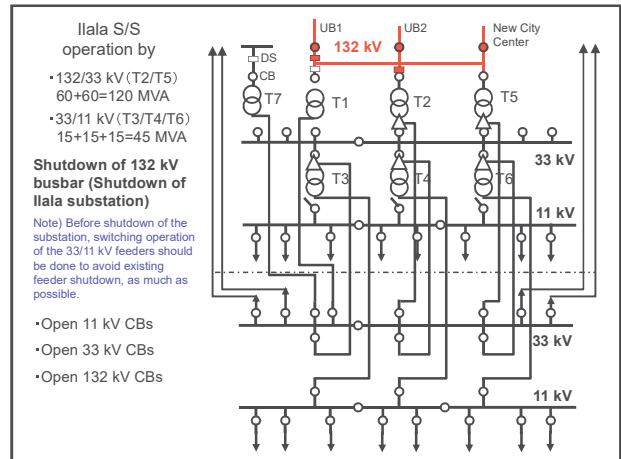 Ilala S/S
operation by
・132/33 kV(T2/T5)
60+60=120 MVA
・33/11 kV(T3/T4/T6)
15+15+15=45 MVA
Shutdown of 132 kV
busbar (Shutdown of
Ilala substation)
Note) Before shutdown of the
substation, switching operation
of the 33/11 kV feeders should
be done to avoid existing
feeder shutdown, as much as
possible.
・Open 11 kV CBs
・Open 33 kV CBs
・Open 132 kV CBs
UB1
UB2
New City
Center
132 kV
DS
CB
T7
T1
T2
T5
33 kV
T3
T4
T6
11 kV
33 kV
11 kV